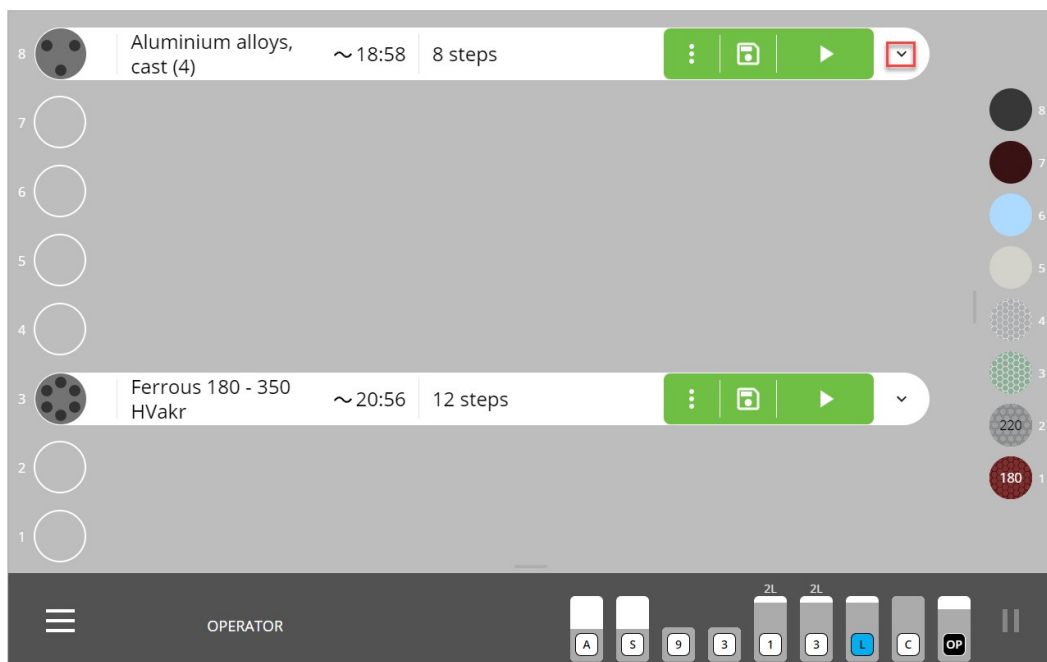 8 Aluminium alloys, cast (4) ~18:58 8 steps
8
7
7
6
6
5
5
4
4
3 Ferrous 180 - 350 HVakr ~20:56 12 steps
3
220 2
2
180 1
1
2L 2L
OPERATOR
A S 9 3 1 3 L C OP